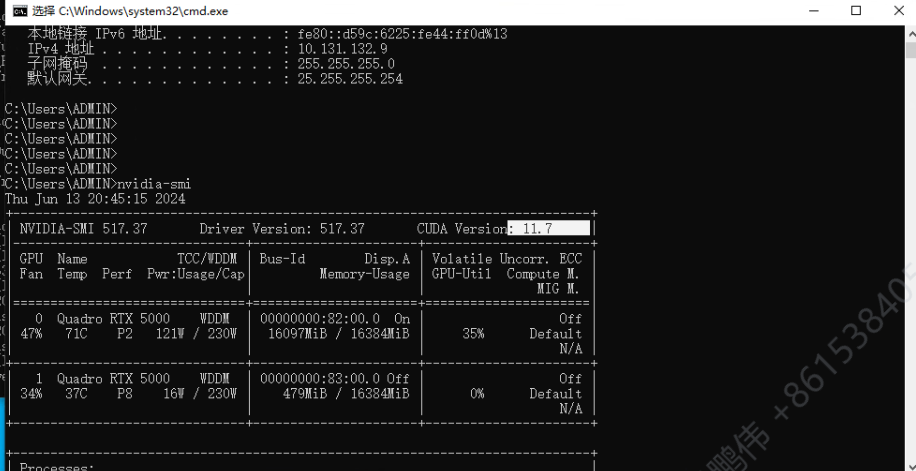 选择 C:\Windows\system32\cmd.exe
本地链接 IPv6 地址. . . . . . . . : fe80::d59c:6225:fe44:ff0d%13
IPv4 地址 . . . . . . . . . . . . : 10.131.132.9
子网掩码 . . . . . . . . . . . . : 255.255.255.0
默认网关. . . . . . . . . . . . . : 25.255.255.254
C:\Users\ADMIN>
C:\Users\ADMIN>
C:\Users\ADMIN>
C:\Users\ADMIN>
C:\Users\ADMIN>
C:\Users\ADMIN>nvidia-smi
Thu Jun 13 20:45:15 2024
NVIDIA-SMI 517.37 Driver Version: 517.37 CUDA Version: 11.7
GPU Name TCC/WDDM | Bus-Id Disp.A | Volatile Uncorr. ECC
Fan Temp Perf Pwr:Usage/Cap | Memory-Usage | GPU-Util Compute M.
MIG M.
0 Quadro RTX 5000 WDDM | 00000000:82:00.0 On | Off
47% 71C P2 121W / 230W | 16097MiB / 16384MiB | 35% Default
N/A
1 Quadro RTX 5000 WDDM | 00000000:83:00.0 Off | Off
34% 37C P8 16W / 230W | 479MiB / 16384MiB | 0% Default
N/A
Processes:
鹏伟 +8615338405